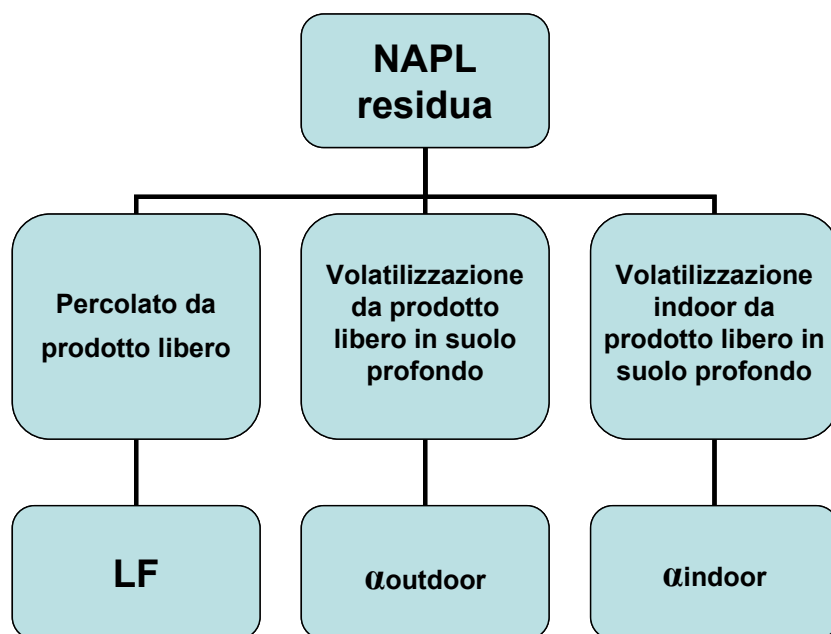 NAPL
residua
Percolato da
prodotto libero
Volatilizzazione
da prodotto
libero in suolo
profondo
Volatilizzazione
indoor da
prodotto libero in
suolo profondo
LF
αoutdoor
αindoor